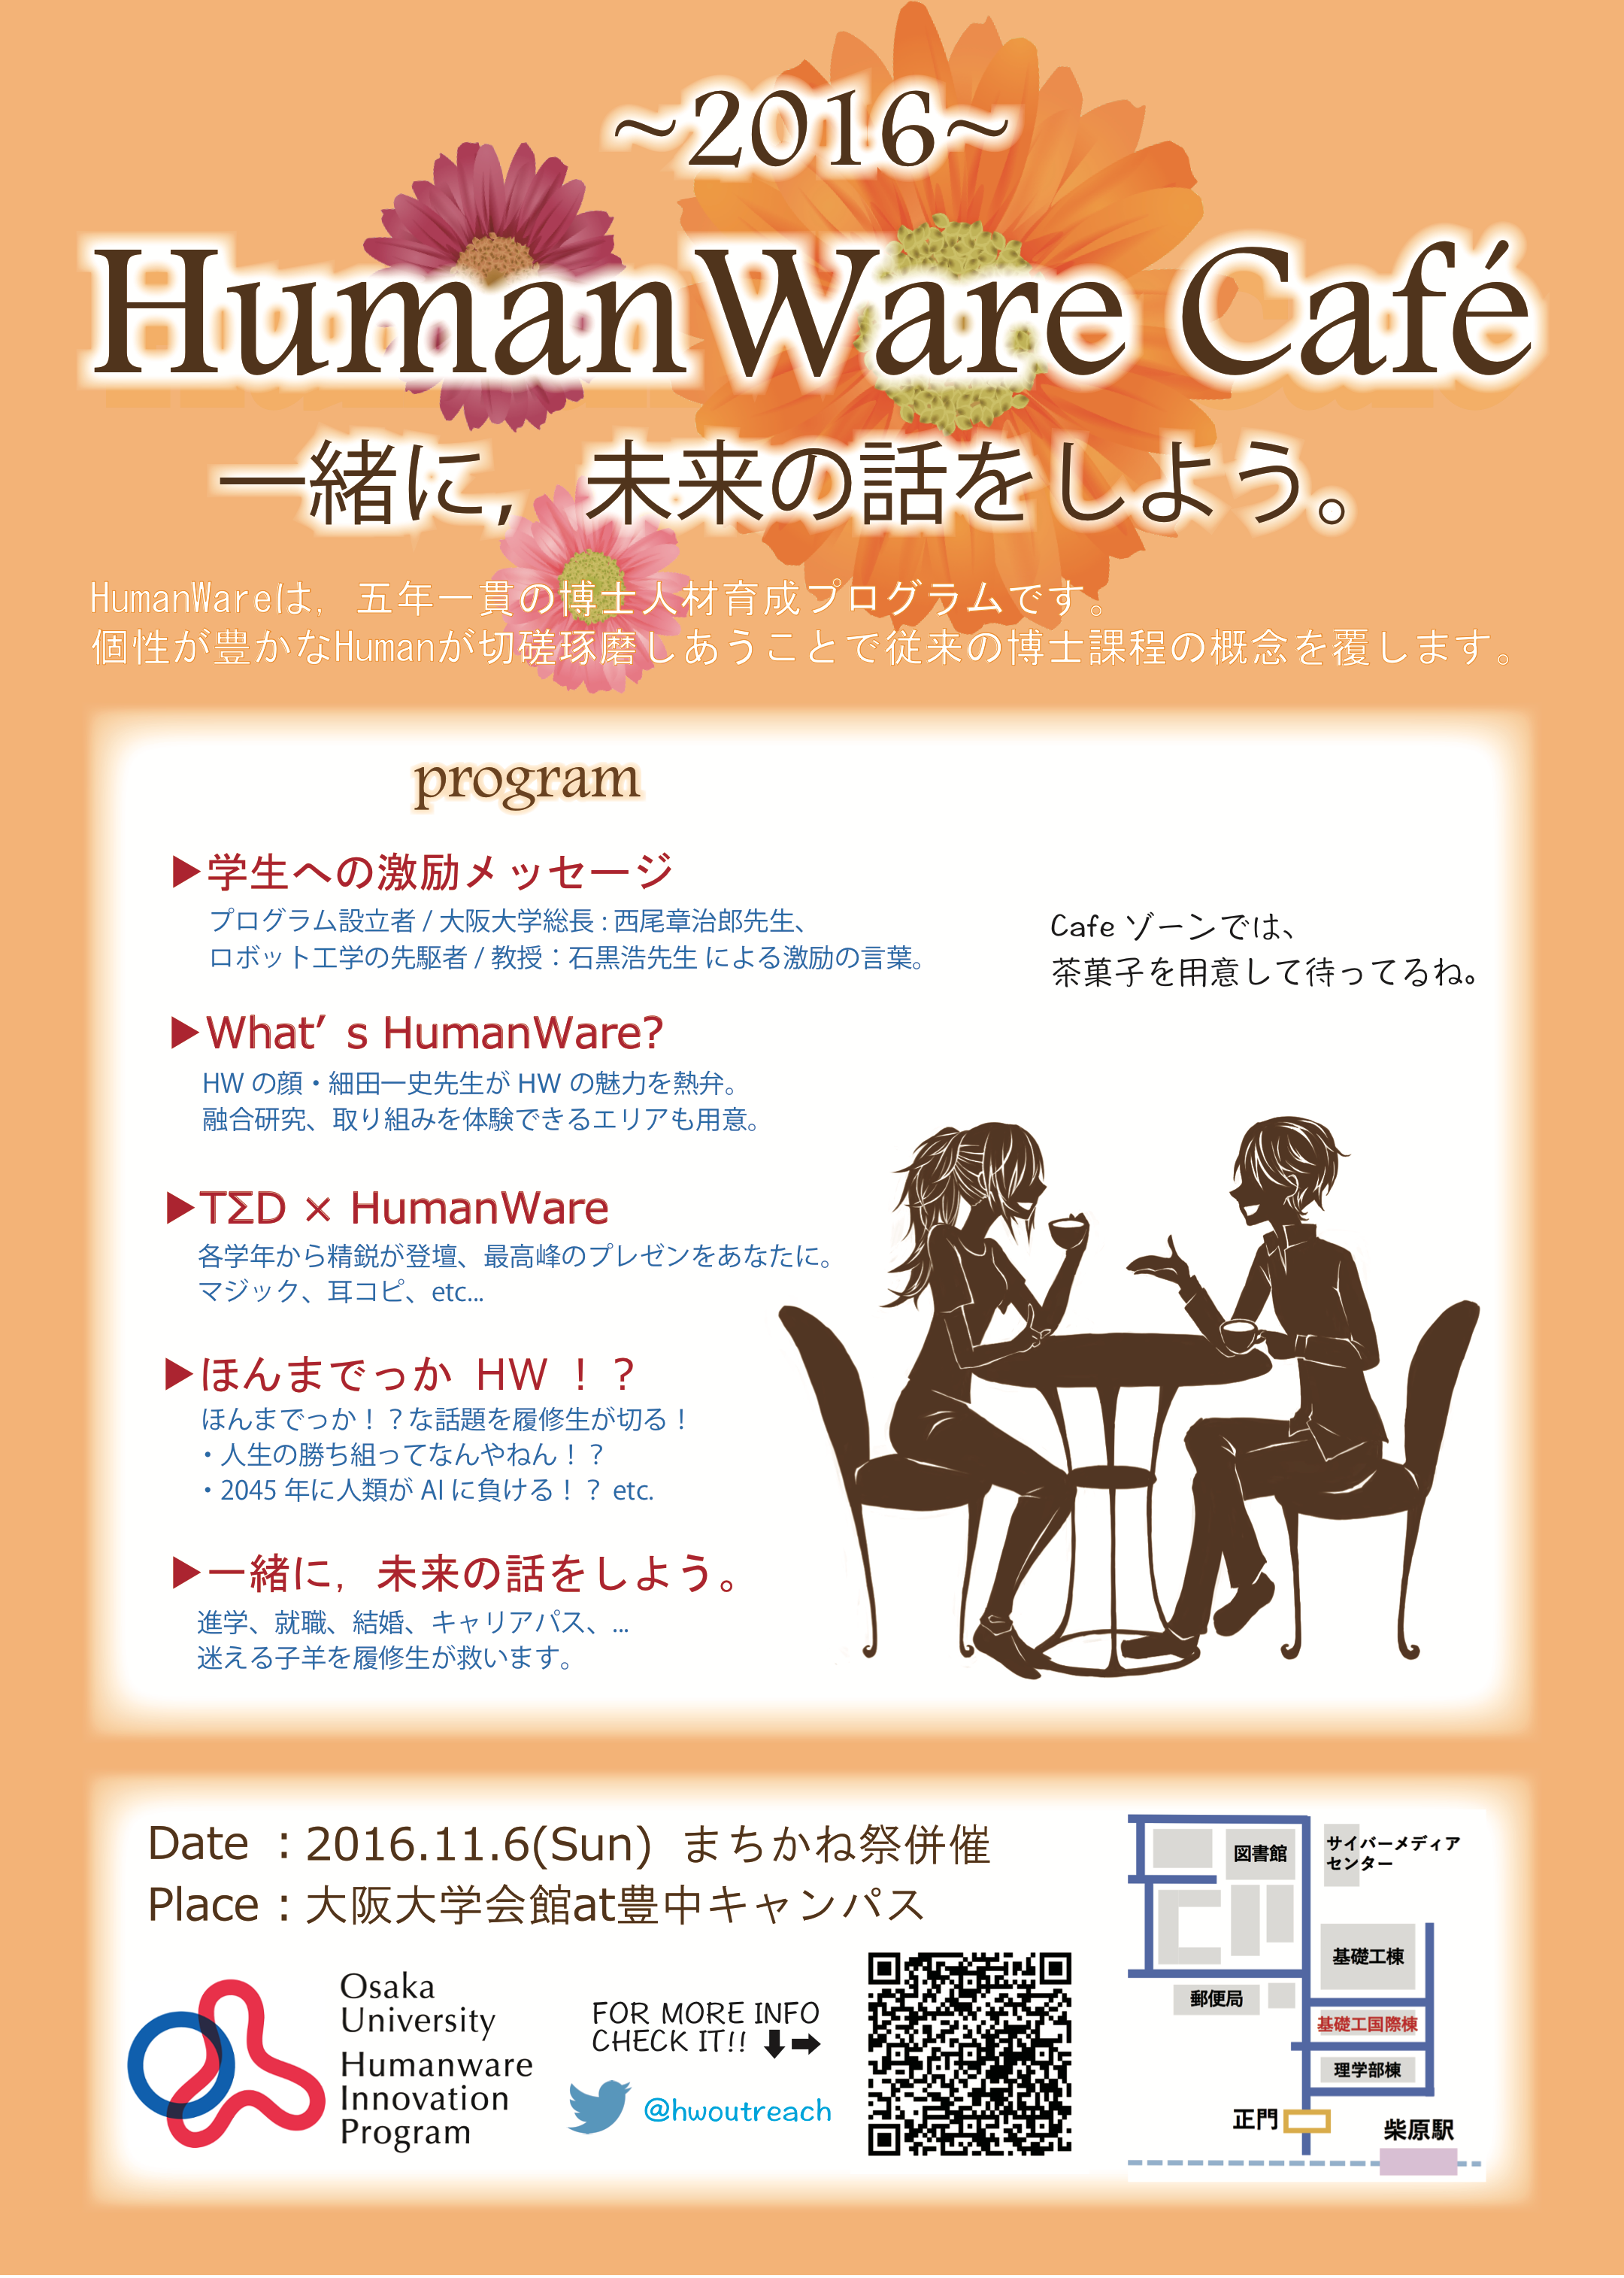 ~2016~
HumanWare Café
一緒に，未来の話をしよう。
HumanWareは，五年一貫の博士人材育成プログラムです。
個性が豊かなHumanが切磋琢磨しあうことで従来の博士課程の概念を覆します。
program
▶学生への激励メッセージ
プログラム設立者 / 大阪大学総長 : 西尾章治郎先生、
ロボット工学の先駆者 / 教授：石黒浩先生 による激励の言葉。
Cafe ゾーンでは、
茶菓子を用意して待ってるね。
▶What’s HumanWare?
HW の顔・細田一史先生が HW の魅力を熱弁。
融合研究、取り組みを体験できるエリアも用意。
▶TΣD × HumanWare
各学年から精鋭が登壇、最高峰のプレゼンをあなたに。
マジック、耳コピ、etc...
▶ほんまでっか HW ！？
ほんまでっか！？な話題を履修生が切る！
・人生の勝ち組ってなんやねん！？
・2045 年に人類が AI に負ける！？ etc.
▶一緒に，未来の話をしよう。
進学、就職、結婚、キャリアパス、...
迷える子羊を履修生が救います。
Date ：2016.11.6(Sun) まちかね祭併催
Place：大阪大学会館at豊中キャンパス
Osaka
University
Humanware
Innovation
Program
FOR MORE INFO
CHECK IT!! ⬇➡
@hwoutreach
図書館
サイバーメディア
センター
基礎工棟
郵便局
基礎工国際棟
理学部棟
正門
柴原駅